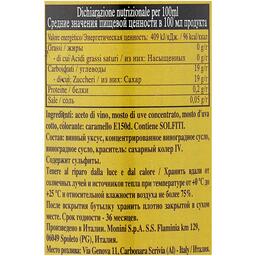 Dichiarazione nutrizionale per 100ml
Средние значения пищевой ценности в 100 мл продукта
Valore energetico/Энергетическая ценность: 409 kJ/кДж. / 96 kcal/ккал.
Grassi / жиры 0 g/г
- di cui Acidi grassi saturi / из них: Насыщенных 0 g/г
Carboidrati / углеводы 19 g/г
- di cui: Zuccheri / из них: Сахар 19 g/г
Proteine / белки 0,2 g/г
Sale / соль 0,05 g/г
Ingredienti: aceto di vino, mosto di uve concentrato, mosto d'uva
cotto, colorante: caramello E150d. Contiene SOLFITI.
Состав: винный уксус, концентрированное виноградное сусло,
виноградное сусло, краситель: сахарный колер IV.
Содержит сульфиты.
Tenere al riparo dalla luce e dal calore / Хранить вдали от
солнечных лучей и источников тепла при температуре от +0 °C до
+25 °C и относительной влажности воздуха не более 75%.
После вскрытия бутылку хранить плотно закрытой в сухом
месте. Срок годности - 36 месяцев.
Произведено в Италии. Monini S.p.A. S.S. Flaminia km 129,
06049 Spoleto (PG), Italia/Италия.
Место розлива: Via Genova 11, Carbonara Scrivia (Al) - Italy / Италия.